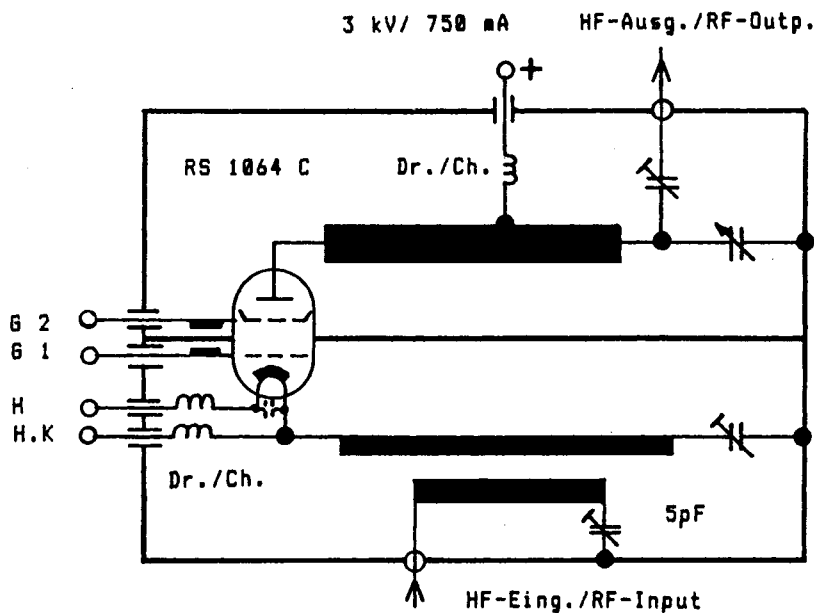 3 kV/ 750 mA
HF-Ausg./RF-Outp.
+
RS 1064 C
Dr./Ch.
G 2
G 1
H
H.K
Dr./Ch.
5pF
HF-Eing./RF-Input